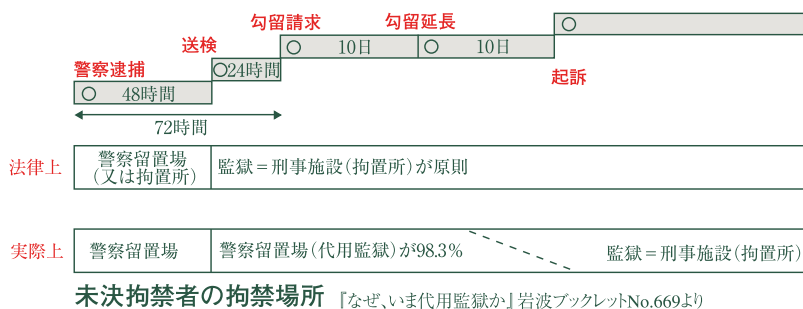 勾留請求 勾留延長
送検 ○ 10日 ○ 10日 ○
警察逮捕 ○24時間 起訴
○ 48時間
72時間
法律上 警察留置場 監獄=刑事施設(拘置所)が原則
(又は拘置所)
実際上 警察留置場 警察留置場(代用監獄)が98.3% 監獄=刑事施設(拘置所)
未決拘禁者の拘禁場所 『なぜ、いま代用監獄か』岩波ブックレットNo.669より